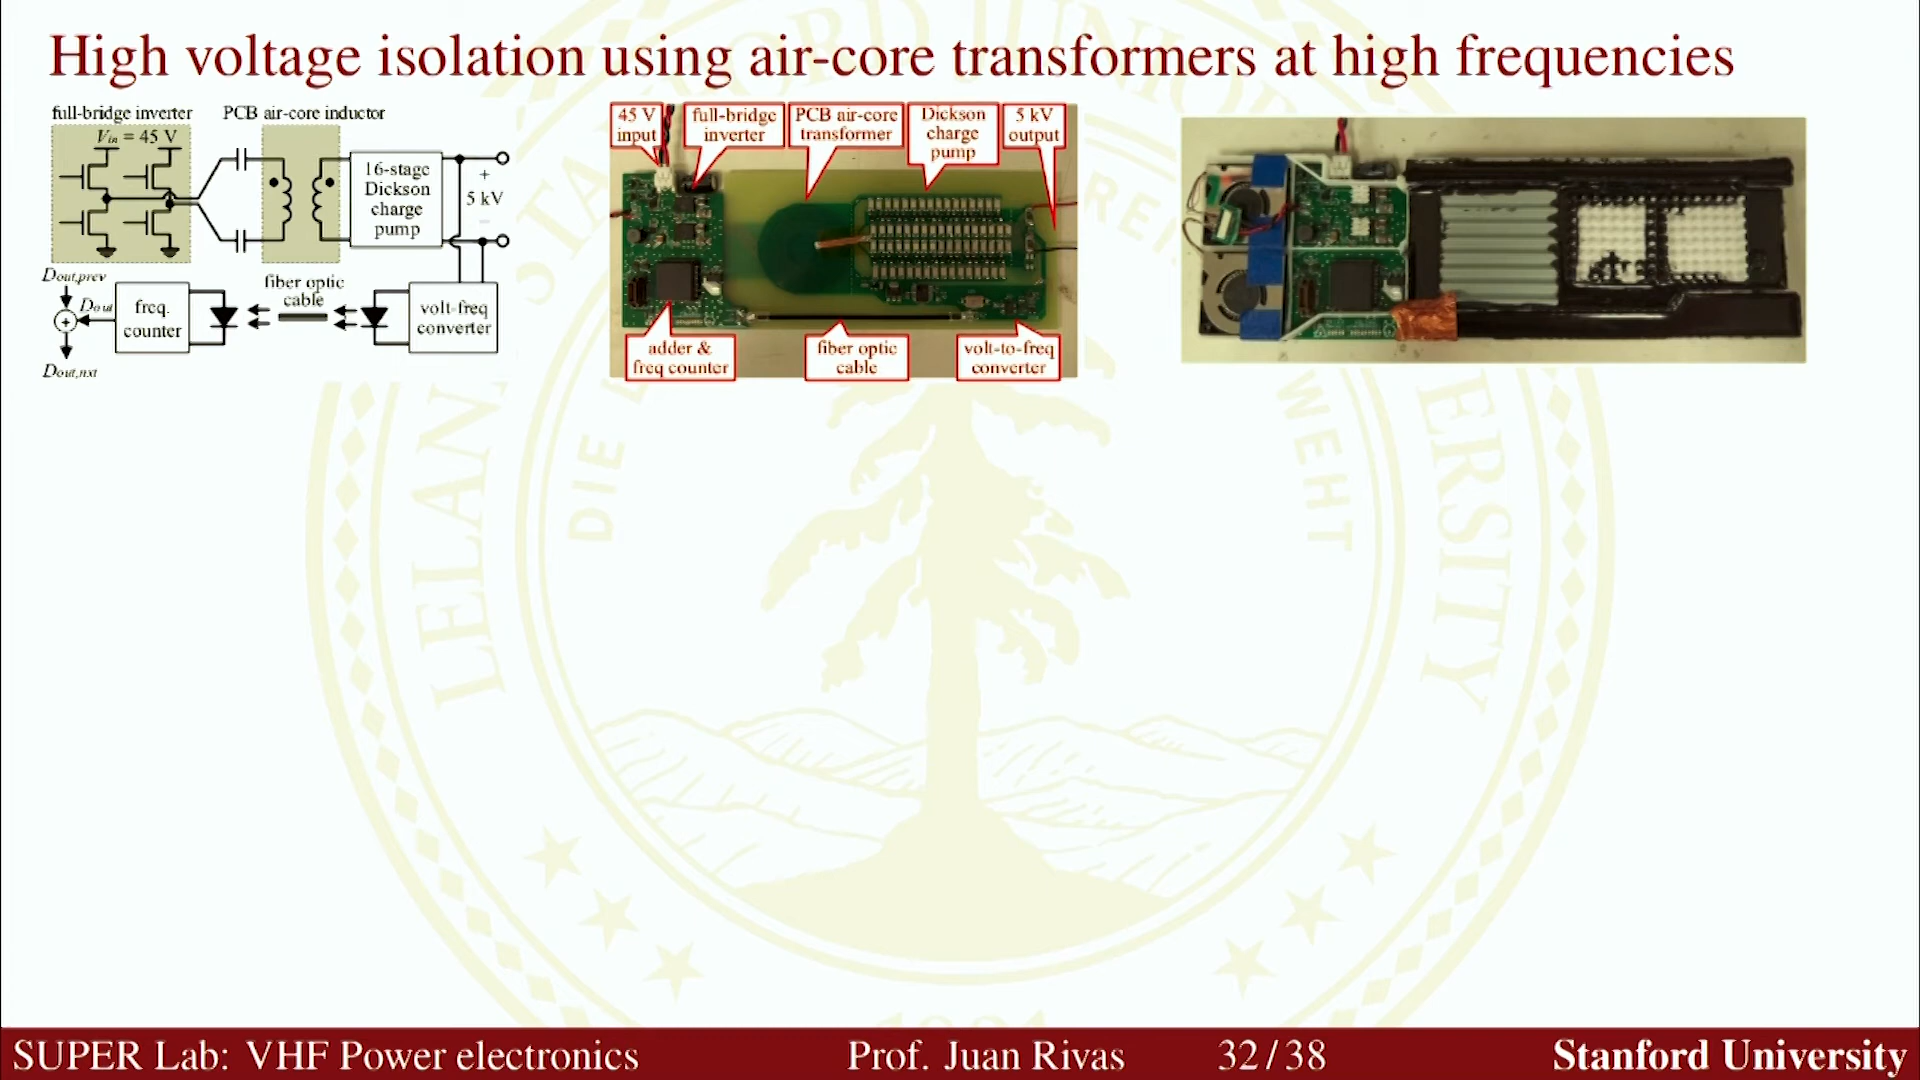 High voltage isolation using air-core transformers at high frequencies
full-bridge inverter
PCB air-core inductor
Vin = 45 V
16-stage
Dickson
charge
pump
+
5 kV
−
Dout,prev
Dout
+
Dout,nxt
freq.
counter
fiber optic
cable
volt-freq
converter
45 V
input
full-bridge
inverter
PCB air-core
transformer
Dickson
charge
pump
5 kV
output
adder &
freq counter
fiber optic
cable
volt-to-freq
converter
DIE
WEHT
LELAN
ERSITY
SUPER Lab: VHF Power electronics
Prof. Juan Rivas
32 / 38
Stanford University